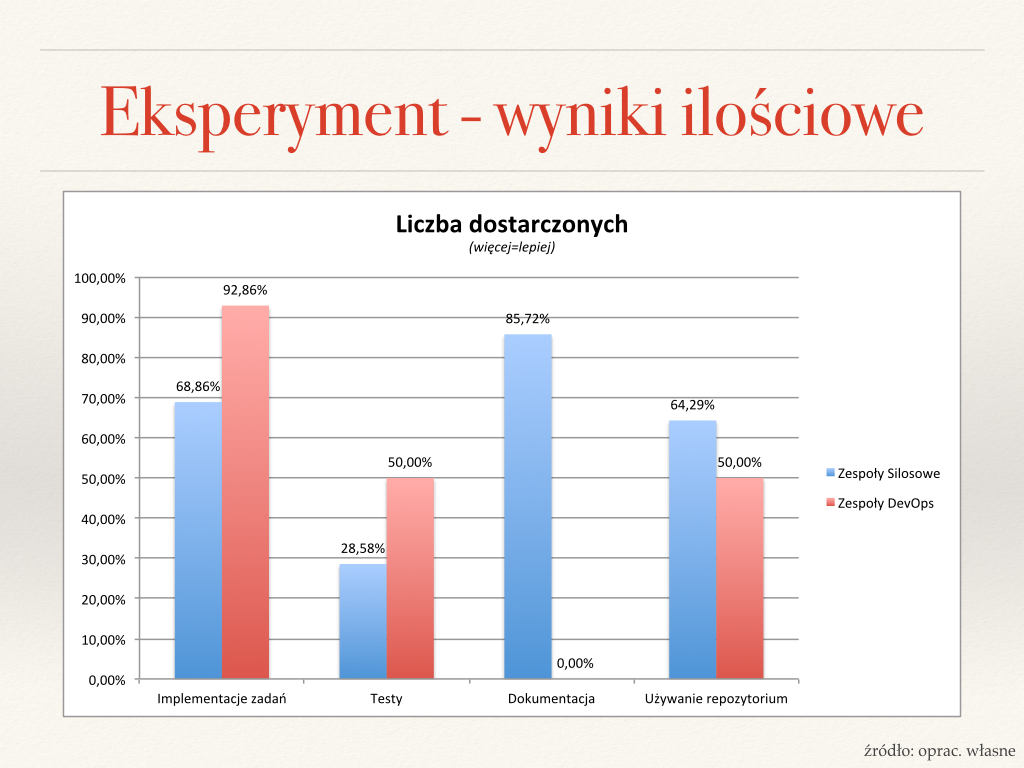 Eksperyment - wyniki ilościowe
Liczba dostarczonych
(więcej=lepiej)
100,00%
90,00%
80,00%
70,00%
60,00%
50,00%
40,00%
30,00%
20,00%
10,00%
0,00%
68,86%
92,86%
28,58%
50,00%
85,72%
0,00%
64,29%
50,00%
Implementacje zadań
Testy
Dokumentacja
Używanie repozytorium
Zespoły Silosowe
Zespoły DevOps
źródło: oprac. własne